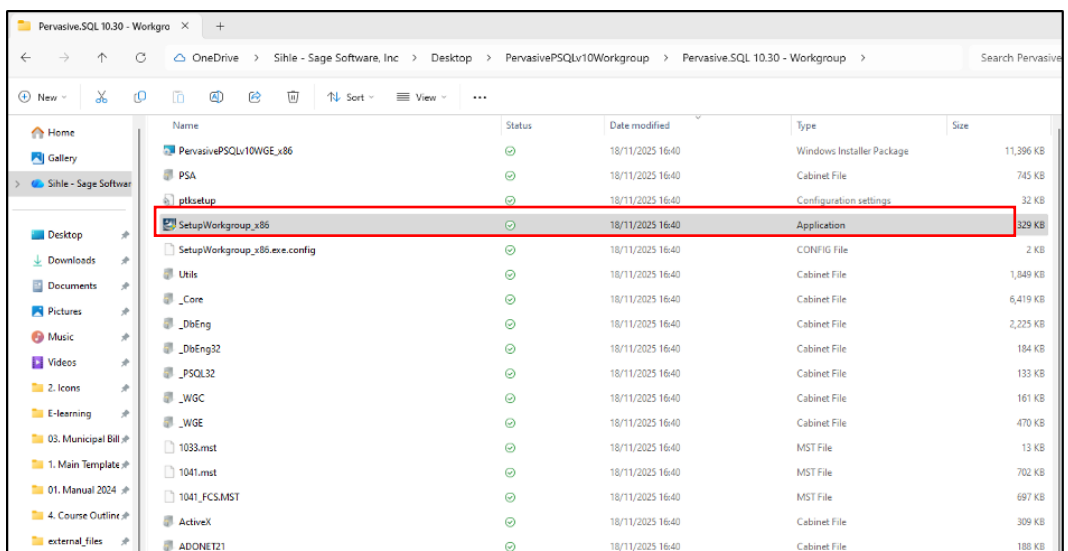 Pervasive.SQL 10.30 - Workgro
OneDrive > Sihle - Sage Software, Inc > Desktop > PervasivePSQLv10Workgroup > Pervasive.SQL 10.30 - Workgroup > Search Pervasive
New Sort View ...
Name Status Date modified Type Size
Home
Gallery
Sihle - Sage Softwar
Desktop
Downloads
Documents
Pictures
Music
Videos
2. Icons
E-learning
03. Municipal Bill
1. Main Template
01. Manual 2024
4. Course Outline
external_files
PervasivePSQLv10WGE_x86 18/11/2025 16:40 Windows Installer Package 11,396 KB
PSA 18/11/2025 16:40 Cabinet File 745 KB
ptksetup 18/11/2025 16:40 Configuration settings 32 KB
SetupWorkgroup_x86 18/11/2025 16:40 Application 329 KB
SetupWorkgroup_x86.exe.config 18/11/2025 16:40 CONFIG File 2 KB
Utils 18/11/2025 16:40 Cabinet File 1,849 KB
_Core 18/11/2025 16:40 Cabinet File 6,419 KB
_DbEng 18/11/2025 16:40 Cabinet File 2,225 KB
_DbEng32 18/11/2025 16:40 Cabinet File 184 KB
_PSQL32 18/11/2025 16:40 Cabinet File 133 KB
_WGC 18/11/2025 16:40 Cabinet File 161 KB
_WGE 18/11/2025 16:40 Cabinet File 470 KB
1033.mst 18/11/2025 16:40 MST File 13 KB
1041.mst 18/11/2025 16:40 MST File 702 KB
1041_FCS.MST 18/11/2025 16:40 MST File 697 KB
ActiveX 18/11/2025 16:40 Cabinet File 309 KB
ADONET21 18/11/2025 16:40 Cabinet File 188 KB